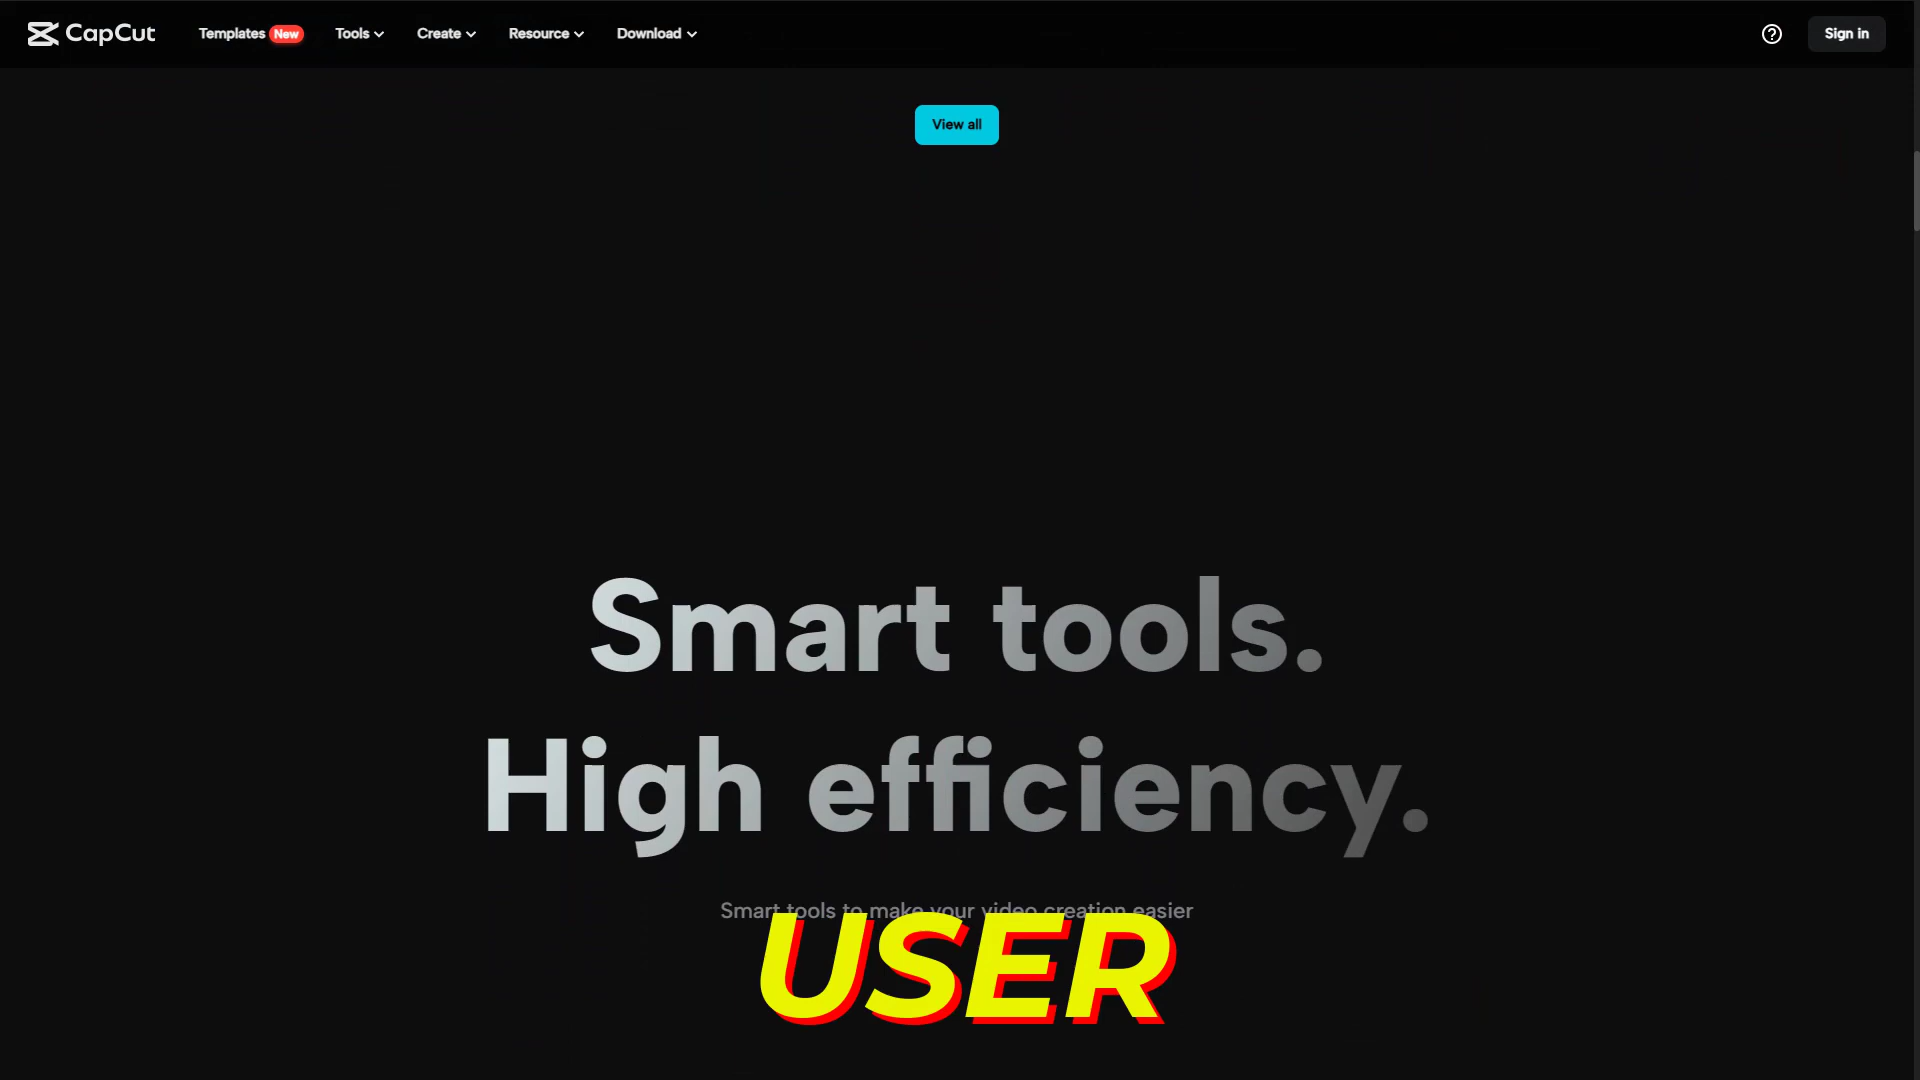 CapCut Templates New Tools Create Resource Download Sign in
View all
Smart tools.
High efficiency.
Smart tools to make your video creation easier
USER